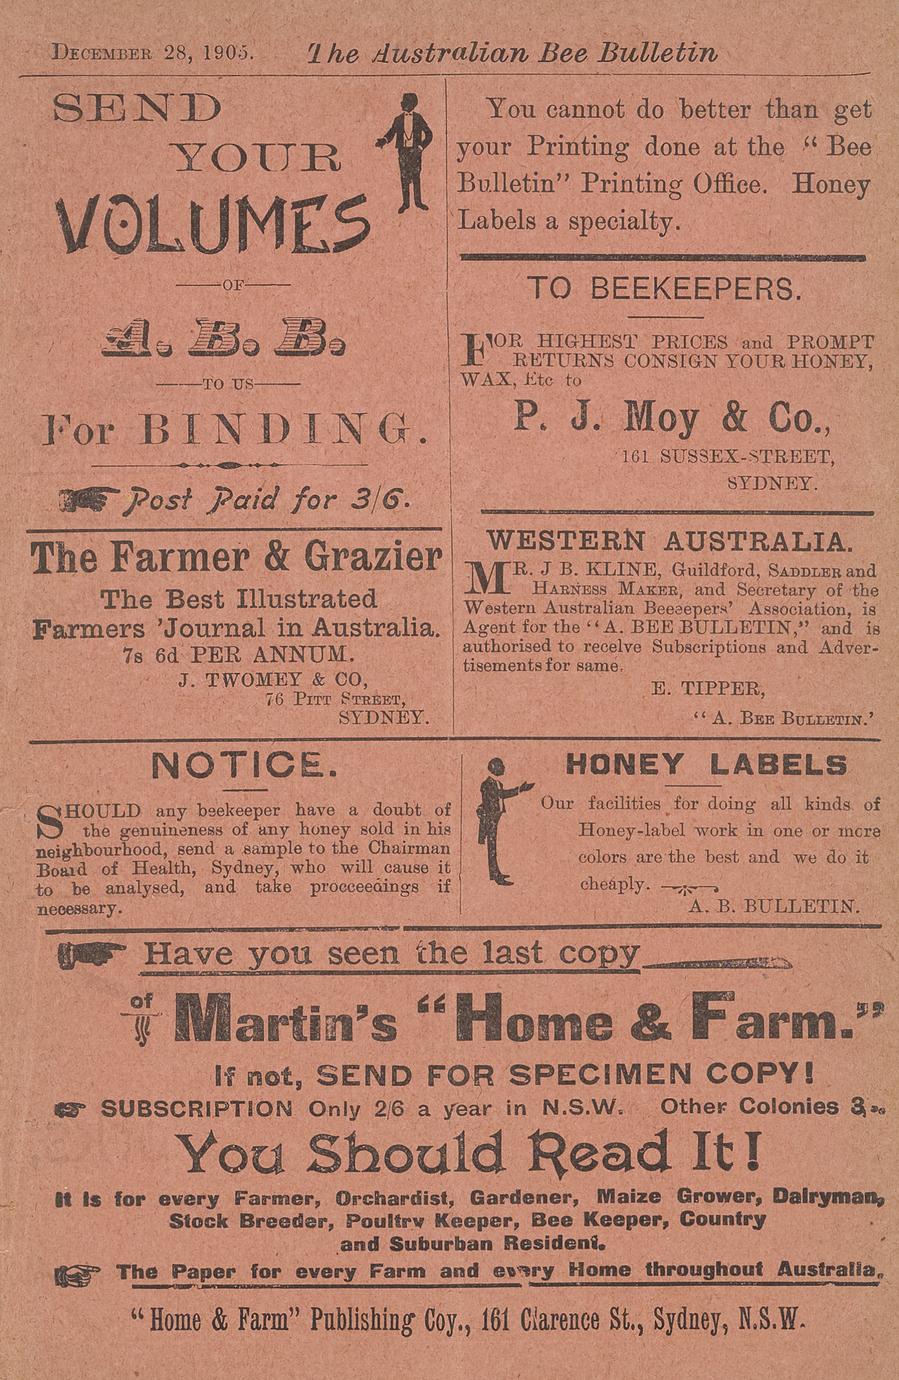 December 28, 1905. The Australian Bee Bulletin
SEND
YOUR
VOLUMES
OF
A. B. B.
TO US
For BINDING.
Post Paid for 3/6.
The Farmer & Grazier
The Best Illustrated
Farmers 'Journal in Australia.
7s 6d PER ANNUM.
J. TWOMEY & CO,
76 Pitt Street,
SYDNEY.
You cannot do better than get
your Printing done at the “ Bee
Bulletin” Printing Office. Honey
Labels a specialty.
TO BEEKEEPERS.
FOR HIGHEST PRICES and PROMPT
RETURNS CONSIGN YOUR HONEY,
WAX, Etc to
P. J. Moy & Co.,
161 SUSSEX-STREET,
SYDNEY.
WESTERN AUSTRALIA.
MR. J B. KLINE, Guildford, Saddler and
Harness Maker, and Secretary of the
Western Australian Beeeepers' Association, is
Agent for the “A. BEE BULLETIN,” and is
authorised to receive Subscriptions and Adver-
tisements for same.
E. TIPPER,
“ A. Bee Bulletin.'
NOTICE.
SHOULD any beekeeper have a doubt of
the genuineness of any honey sold in his
neighbourhood, send a sample to the Chairman
Board of Health, Sydney, who will cause it
to be analysed, and take procceedings if
necessary.
HONEY LABELS
Our facilities for doing all kinds of
Honey-label work in one or more
colors are the best and we do it
cheaply.
A. B. BULLETIN.
Have you seen the last copy
of Martin's “Home & Farm.”
If not, SEND FOR SPECIMEN COPY!
SUBSCRIPTION Only 2/6 a year in N.S.W. Other Colonies
You Should Read It!
It Is for every Farmer, Orchardist, Gardener, Maize Grower, Dairyman,
Stock Breeder, Poultry Keeper, Bee Keeper, Country
and Suburban Resident.
The Paper for every Farm and every Home throughout Australia.
“Home & Farm” Publishing Coy., 161 Clarence St., Sydney, N.S.W.